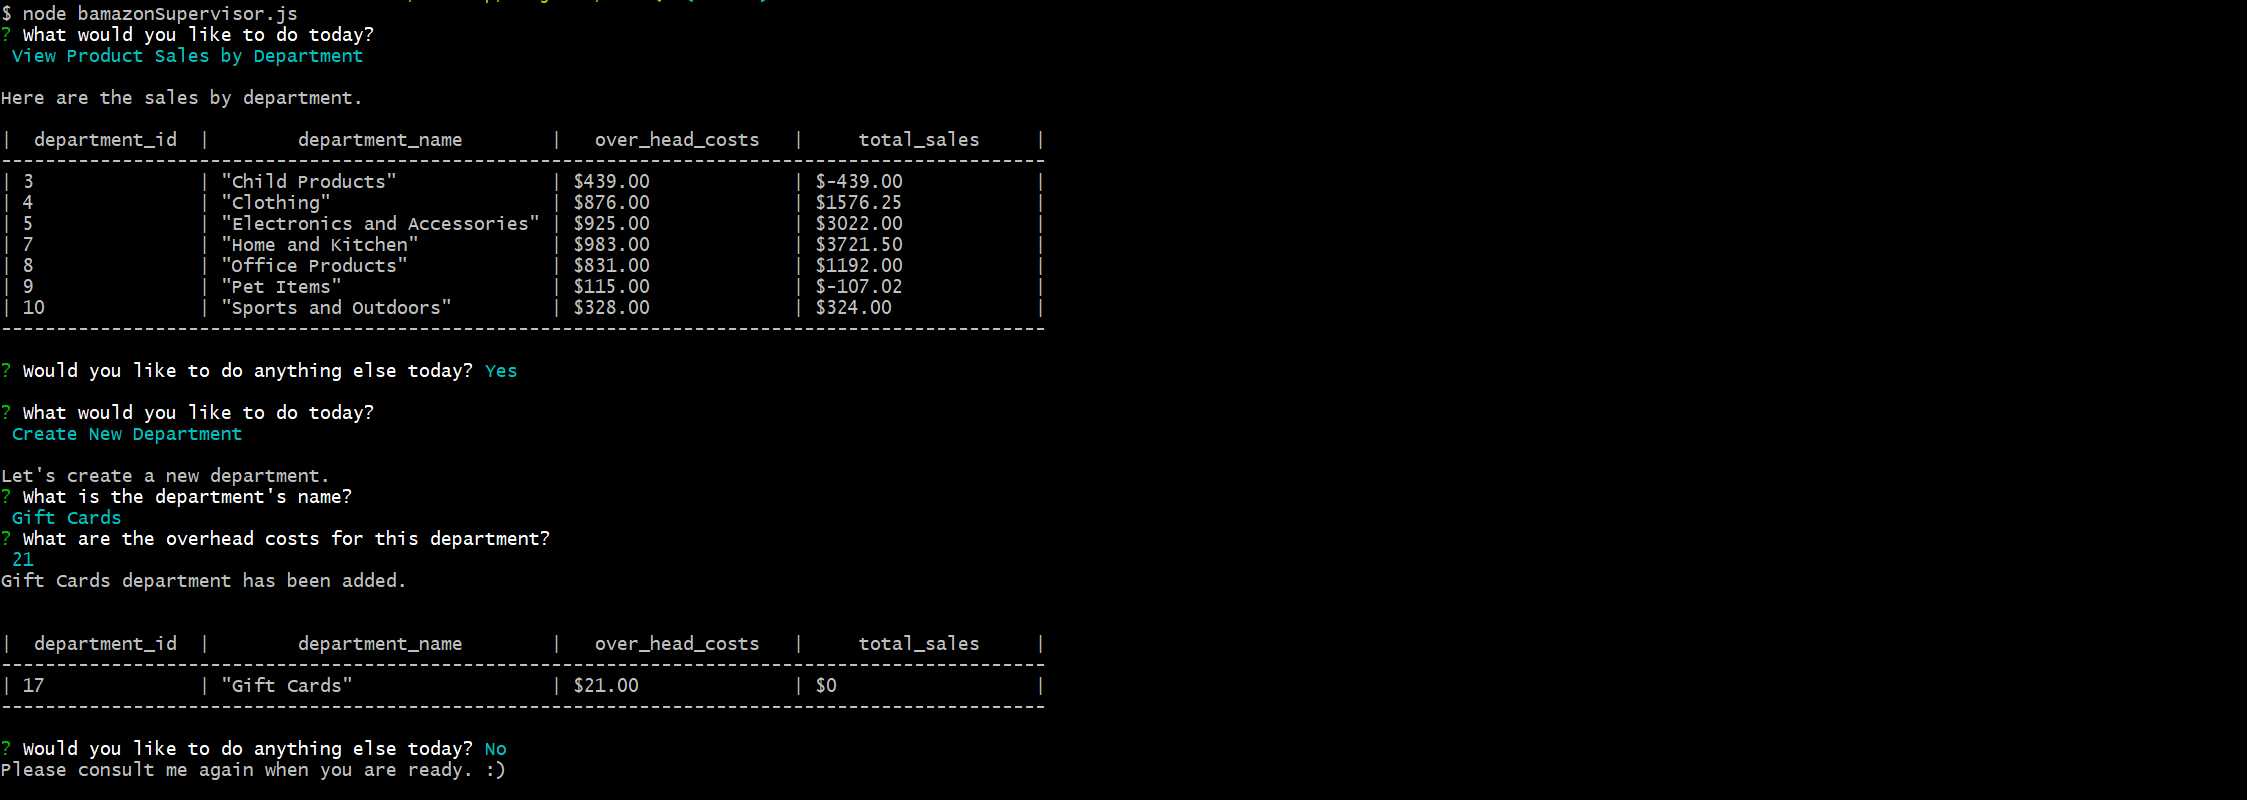 $ node bamazonSupervisor.js
? What would you like to do today?
View Product Sales by Department
Here are the sales by department.
| department_id | department_name | over_head_costs | total_sales |
-----------------------------------------------------------------------------------------------
| 3 | "Child Products" | $439.00 | $-439.00 |
| 4 | "Clothing" | $876.00 | $1576.25 |
| 5 | "Electronics and Accessories" | $925.00 | $3022.00 |
| 7 | "Home and Kitchen" | $983.00 | $3721.50 |
| 8 | "Office Products" | $831.00 | $1192.00 |
| 9 | "Pet Items" | $115.00 | $-107.02 |
| 10 | "Sports and Outdoors" | $328.00 | $324.00 |
-----------------------------------------------------------------------------------------------
? Would you like to do anything else today? Yes
? What would you like to do today?
Create New Department
Let's create a new department.
? What is the department's name?
Gift Cards
? What are the overhead costs for this department?
21
Gift Cards department has been added.
| department_id | department_name | over_head_costs | total_sales |
-----------------------------------------------------------------------------------------------
| 17 | "Gift Cards" | $21.00 | $0 |
-----------------------------------------------------------------------------------------------
? Would you like to do anything else today? No
Please consult me again when you are ready. :)